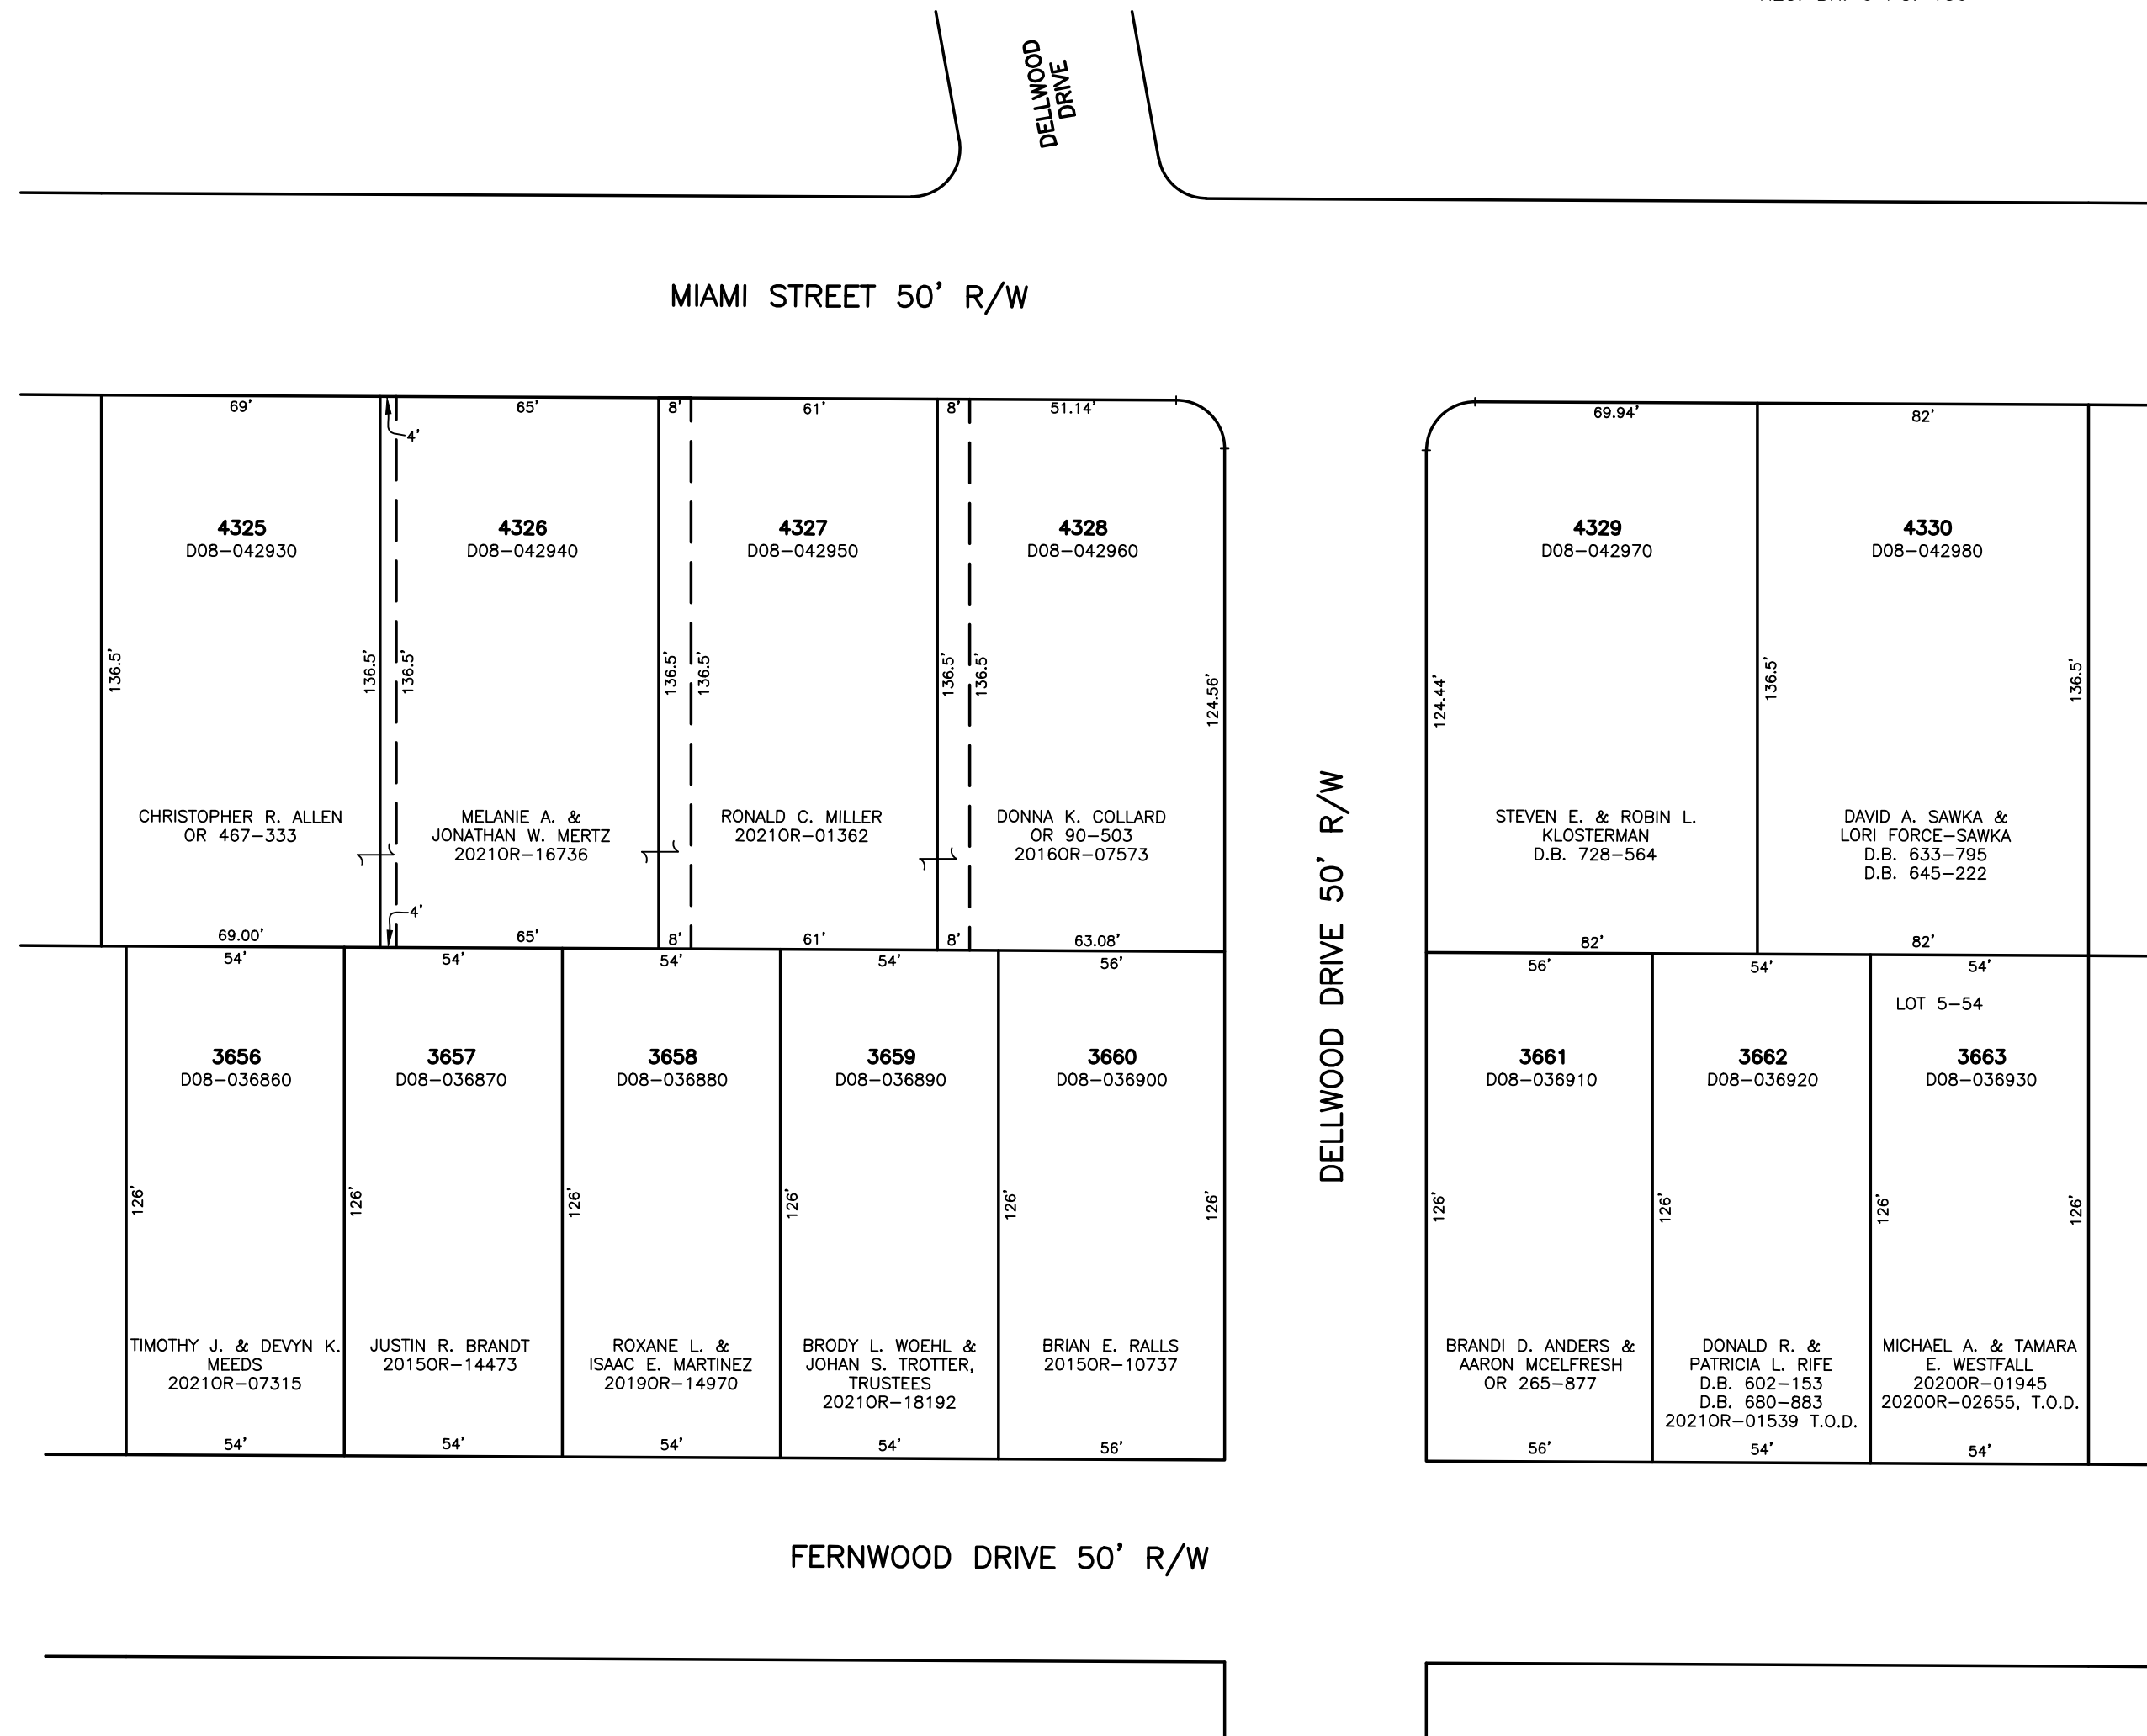 DELLWOOD
DRIVE
MIAMI STREET 50' R/W
69'
65'
8'
61'
8'
51.14'
69.94'
82'
4'
4325
D08-042930
4326
D08-042940
4327
D08-042950
4328
D08-042960
4329
D08-042970
4330
D08-042980
136.5'
136.5'
136.5'
136.5'
136.5'
136.5'
136.5'
124.56'
124.44'
136.5'
136.5'
CHRISTOPHER R. ALLEN
OR 467-333
MELANIE A. &
JONATHAN W. MERTZ
2021OR-16736
RONALD C. MILLER
2021OR-01362
DONNA K. COLLARD
OR 90-503
2016OR-07573
STEVEN E. & ROBIN L.
KLOSTERMAN
D.B. 728-564
DAVID A. SAWKA &
LORI FORCE-SAWKA
D.B. 633-795
D.B. 645-222
DELLWOOD DRIVE 50' R/W
4'
69.00'
65'
8'
61'
8'
63.08'
82'
82'
54'
54'
54'
54'
56'
56'
54'
54'
LOT 5-54
3656
D08-036860
3657
D08-036870
3658
D08-036880
3659
D08-036890
3660
D08-036900
3661
D08-036910
3662
D08-036920
3663
D08-036930
126'
126'
126'
126'
126'
126'
126'
126'
126'
126'
TIMOTHY J. & DEVYN K.
MEEDS
2021OR-07315
JUSTIN R. BRANDT
2015OR-14473
ROXANE L. &
ISAAC E. MARTINEZ
2019OR-14970
BRODY L. WOEHL &
JOHAN S. TROTTER,
TRUSTEES
2021OR-18192
BRIAN E. RALLS
2015OR-10737
BRANDI D. ANDERS &
AARON MCELFRESH
OR 265-877
DONALD R. &
PATRICIA L. RIFE
D.B. 602-153
D.B. 680-883
2021OR-01539 T.O.D.
MICHAEL A. & TAMARA
E. WESTFALL
2020OR-01945
2020OR-02655, T.O.D.
54'
54'
54'
54'
56'
56'
54'
54'
FERNWOOD DRIVE 50' R/W